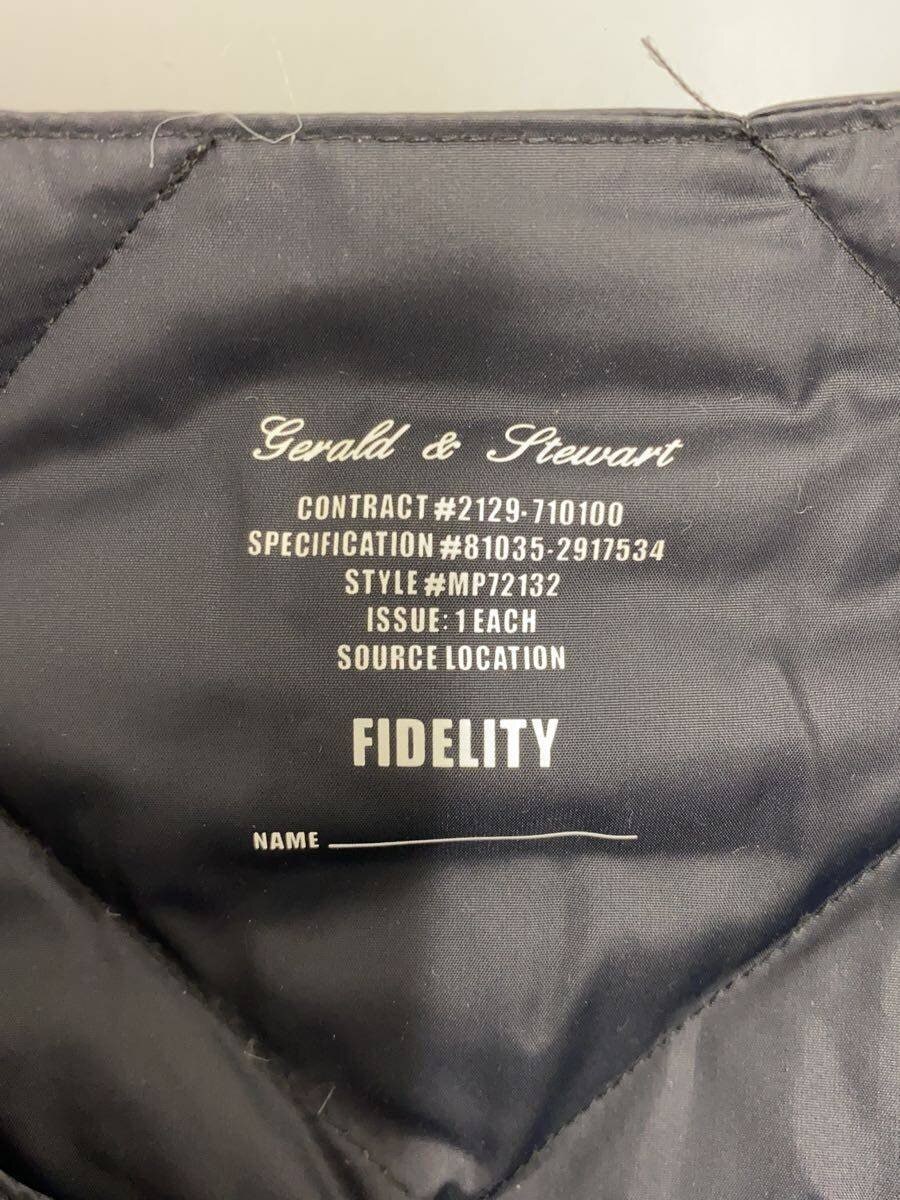 Gerald & Stewart
CONTRACT #2129-710100
SPECIFICATION #81035-2917534
STYLE #MP72132
ISSUE: 1 EACH
SOURCE LOCATION
FIDELITY
NAME